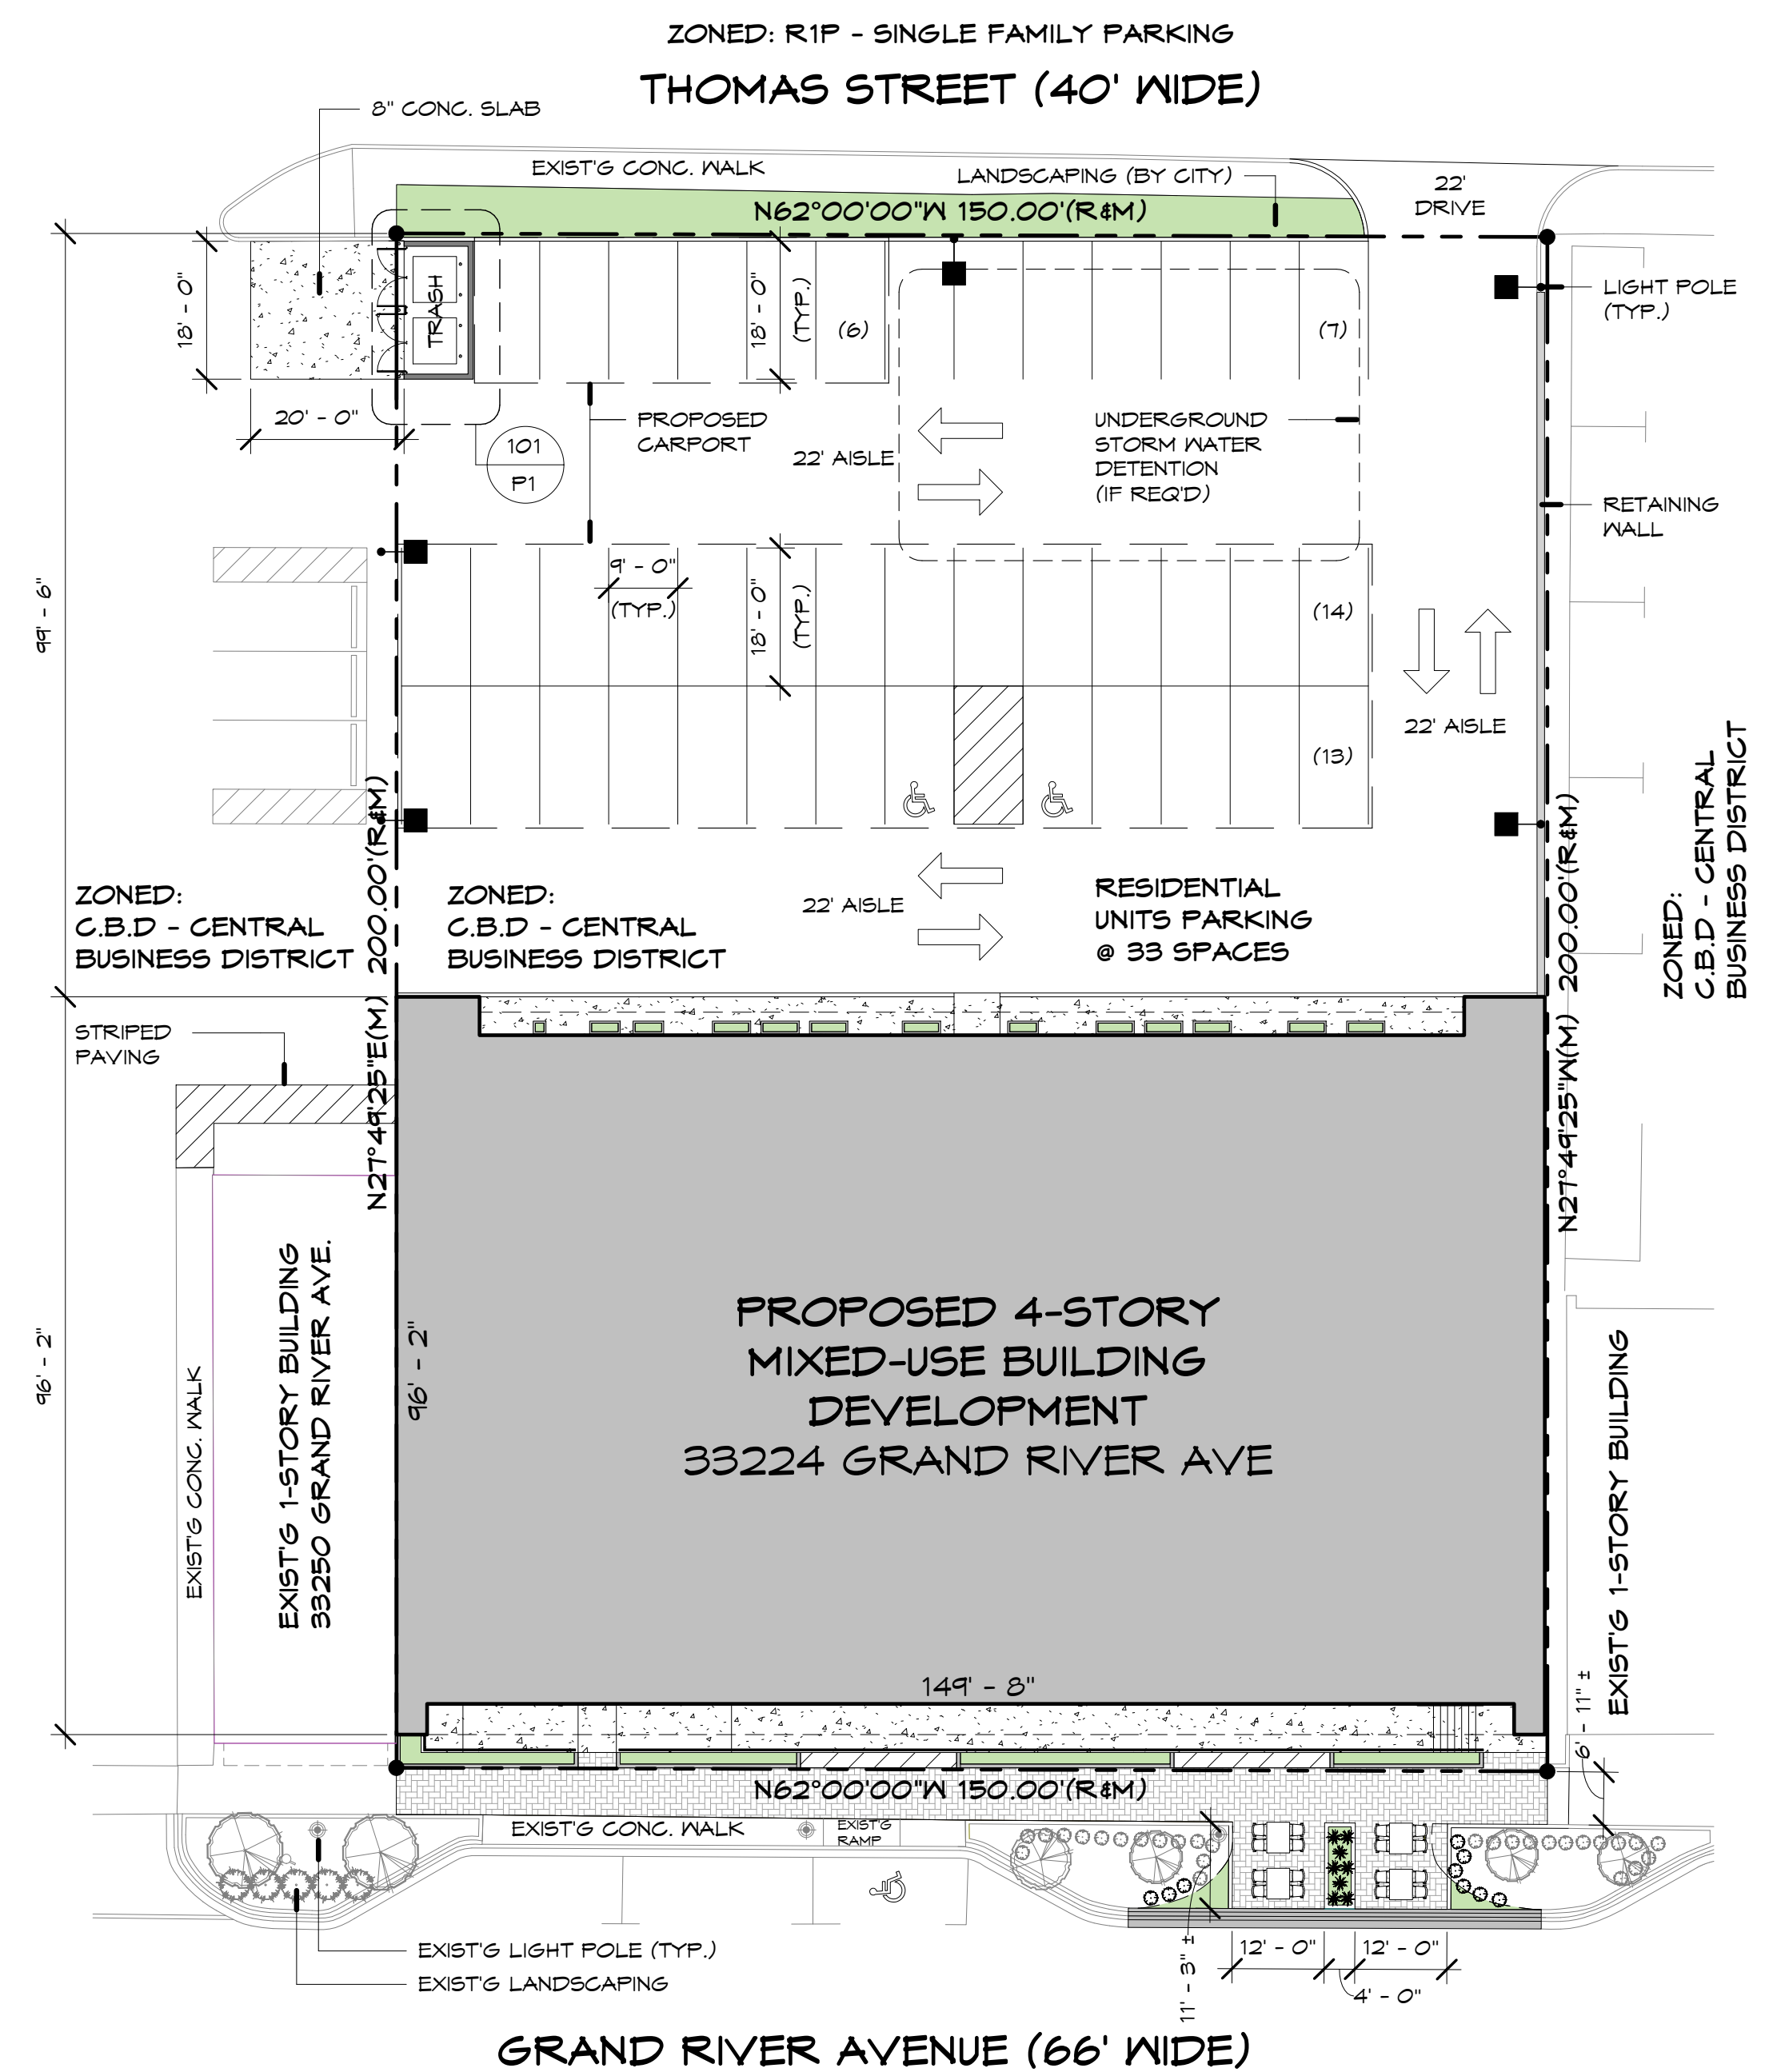 ZONED: R1P - SINGLE FAMILY PARKING
THOMAS STREET (40' WIDE)
8" CONC. SLAB
EXIST'G CONC. WALK
LANDSCAPING (BY CITY)
22'
DRIVE
N62°00'00"W 150.00'(R&M)
18' - 0"
TRASH
18' - 0"
(TYP.)
(6)
(7)
LIGHT POLE
(TYP.)
20' - 0"
101
P1
PROPOSED
CARPORT
22' AISLE
UNDERGROUND
STORM WATER
DETENTION
(IF REQ'D)
RETAINING
WALL
99' - 6"
9' - 0"
(TYP.)
18' - 0"
(TYP.)
(14)
22' AISLE
(13)
ZONED:
C.B.D - CENTRAL
BUSINESS DISTRICT
N27°49'25"E(M) 200.00'(R&M)
ZONED:
C.B.D - CENTRAL
BUSINESS DISTRICT
22' AISLE
RESIDENTIAL
UNITS PARKING
@ 33 SPACES
N27°49'25"W(M) 200.00'(R&M)
ZONED:
C.B.D - CENTRAL
BUSINESS DISTRICT
STRIPED
PAVING
96' - 2"
EXIST'G CONC. WALK
EXIST'G 1-STORY BUILDING
33250 GRAND RIVER AVE.
96' - 2"
PROPOSED 4-STORY
MIXED-USE BUILDING
DEVELOPMENT
33224 GRAND RIVER AVE
EXIST'G 1-STORY BUILDING
149' - 8"
6' - 11" ±
N62°00'00"W 150.00'(R&M)
EXIST'G CONC. WALK
EXIST'G
RAMP
EXIST'G LIGHT POLE (TYP.)
EXIST'G LANDSCAPING
11' - 3" ±
12' - 0"
12' - 0"
4' - 0"
GRAND RIVER AVENUE (66' WIDE)